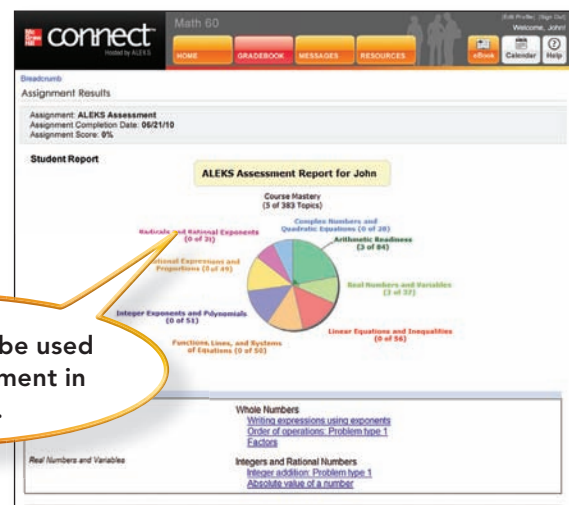 Math 60
[Edit Profile] [Sign Out]
Welcome, John!
connect
Hosted by ALEKS
HOME
GRADEBOOK
MESSAGES
RESOURCES
eBook
Calendar
Help
Breadcrumb
Assignment Results
Assignment: ALEKS Assessment
Assignment Completion Date: 06/21/10
Assignment Score: 0%
Student Report
ALEKS Assessment Report for John
Course Mastery
(5 of 383 Topics)
Complex Numbers and
Quadratic Equations (0 of 28)
Radicals and Rational Exponents
(0 of 31)
Arithmetic Readiness
(3 of 84)
Rational Expressions and
Proportions (0 of 49)
Real Numbers and Variables
Integer Exponents and Polynomials
(0 of 51)
Linear Equations and Inequalities
(0 of 56)
Functions, Lines, and Systems
of Equations (0 of 50)
be used
ment in
.
Whole Numbers
Writing expressions using exponents
Order of operations: Problem type 1
Factors
Real Numbers and Variables
Integers and Rational Numbers
Integer addition: Problem type 1
Absolute value of a number